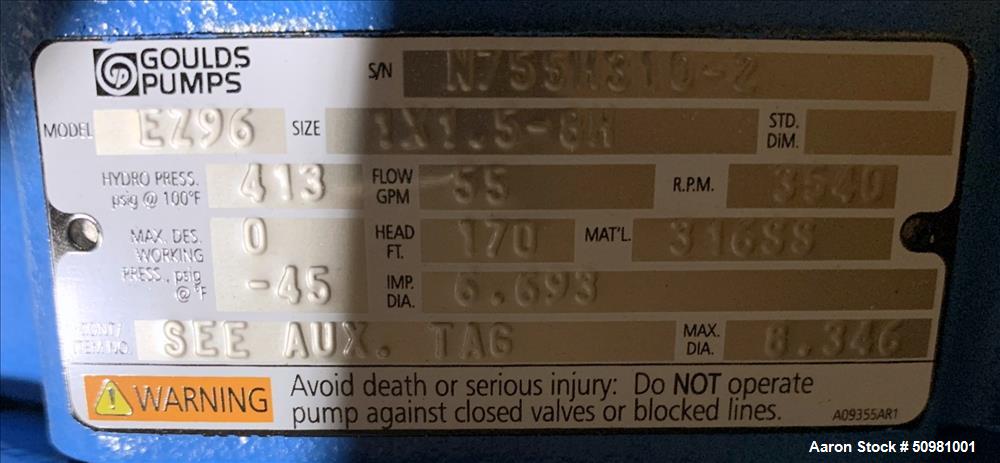 GOULDS PUMPS S/N N755H310-2
MODEL EZ96 SIZE 1X1.5-8H STD. DiM.
HYDRO PRESS. psig @ 100°F 413 FLOW GPM 55 R.P.M. 3540
MAX. DES. WORKING PRESS., psig @ °F 0 -45 HEAD FT. 170 MAT'L. 316SS
IMP. DIA. 6.693
CONT/ ITEM NO. SEE AUX. TAG MAX. DIA. 8.346
WARNING Avoid death or serious injury: Do NOT operate
pump against closed valves or blocked lines. A09355AR1
Aaron Stock # 50981001